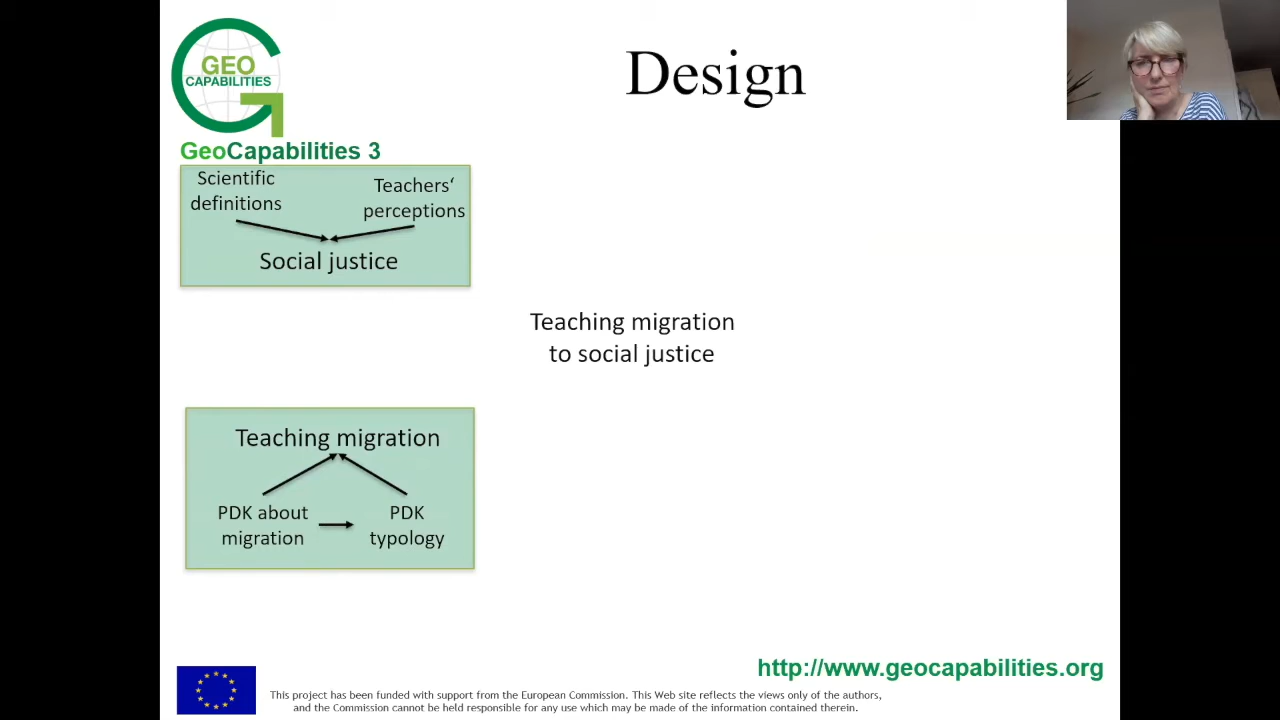 GEO
CAPABILITIES
GeoCapabilities 3
Design
Scientific
definitions
Teachers‘
perceptions
Social justice
Teaching migration
to social justice
Teaching migration
PDK about
migration
PDK
typology
http://www.geocapabilities.org
This project has been funded with support from the European Commission. This Web site reflects the views only of the authors,
and the Commission cannot be held responsible for any use which may be made of the information contained therein.